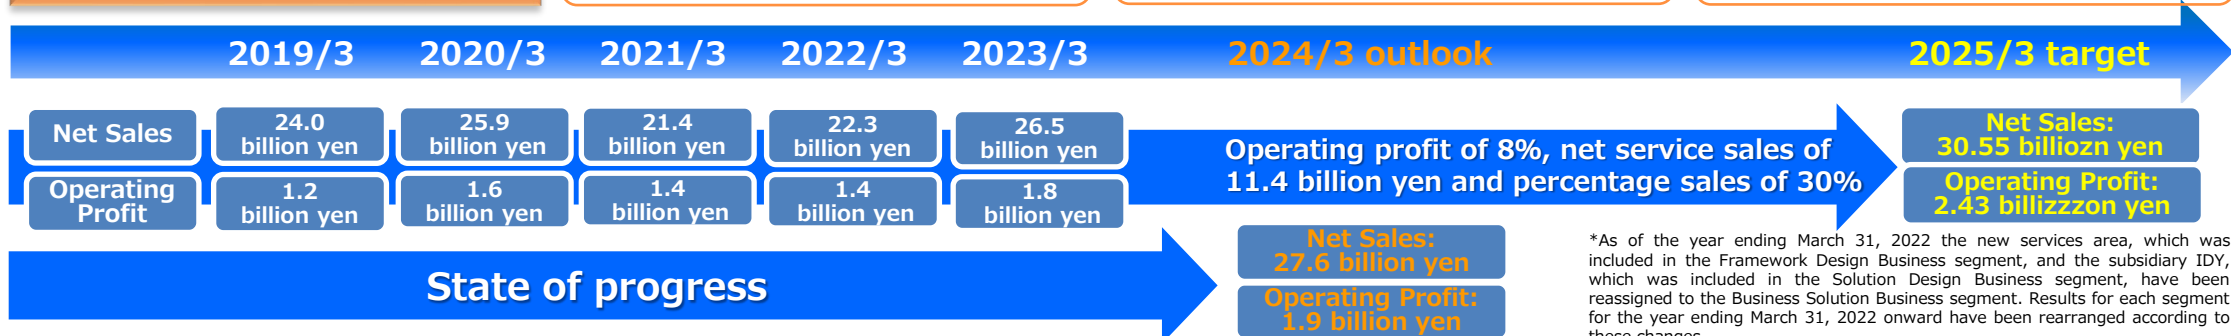 2019/3 2020/3 2021/3 2022/3 2023/3 2024/3 outlook 2025/3 target
Net Sales
24.0
billion yen
25.9
billion yen
21.4
billion yen
22.3
billion yen
26.5
billion yen
Operating
Profit
1.2
billion yen
1.6
billion yen
1.4
billion yen
1.4
billion yen
1.8
billion yen
Operating profit of 8%, net service sales of
11.4 billion yen and percentage sales of 30%
Net Sales:
30.55 billiozn yen
Operating Profit:
2.43 billizzzon yen
State of progress
Net Sales:
27.6 billion yen
Operating Profit:
1.9 billion yen
*As of the year ending March 31, 2022 the new services area, which was
included in the Framework Design Business segment, and the subsidiary IDY,
which was included in the Solution Design Business segment, have been
reassigned to the Business Solution Business segment. Results for each segment
for the year ending March 31, 2022 onward have been rearranged according to
these changes